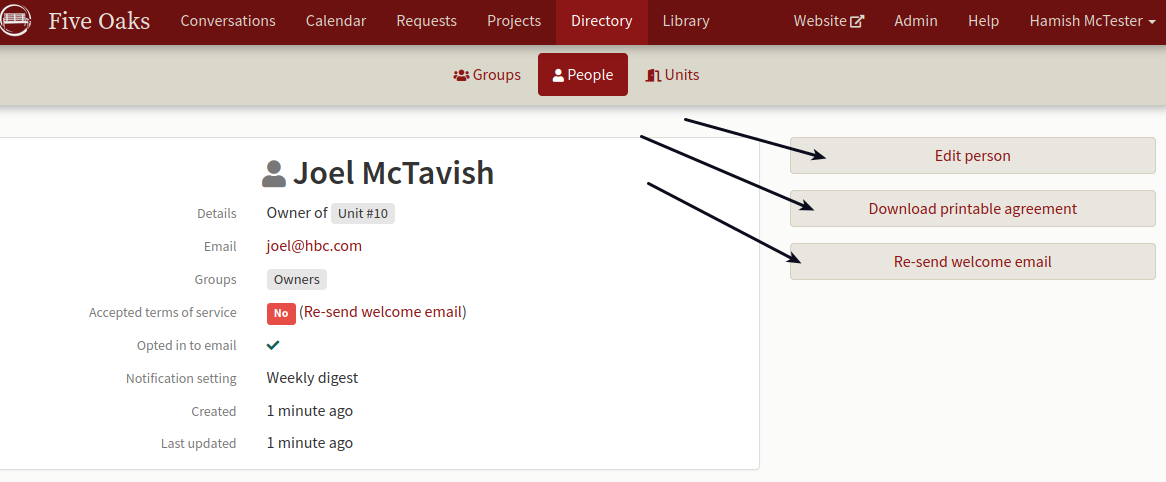 Five Oaks Conversations Calendar Requests Projects Directory Library Website Admin Help Hamish McTester
Groups People Units
Joel McTavish
Details Owner of Unit #10
Email joel@hbc.com
Groups Owners
Accepted terms of service No (Re-send welcome email)
Opted in to email
Notification setting Weekly digest
Created 1 minute ago
Last updated 1 minute ago
Edit person
Download printable agreement
Re-send welcome email